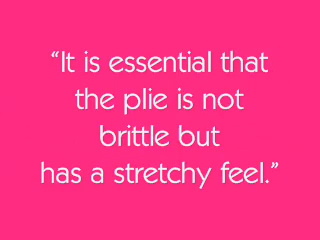 “It is essential that
the plie is not
brittle but
has a stretchy feel.”